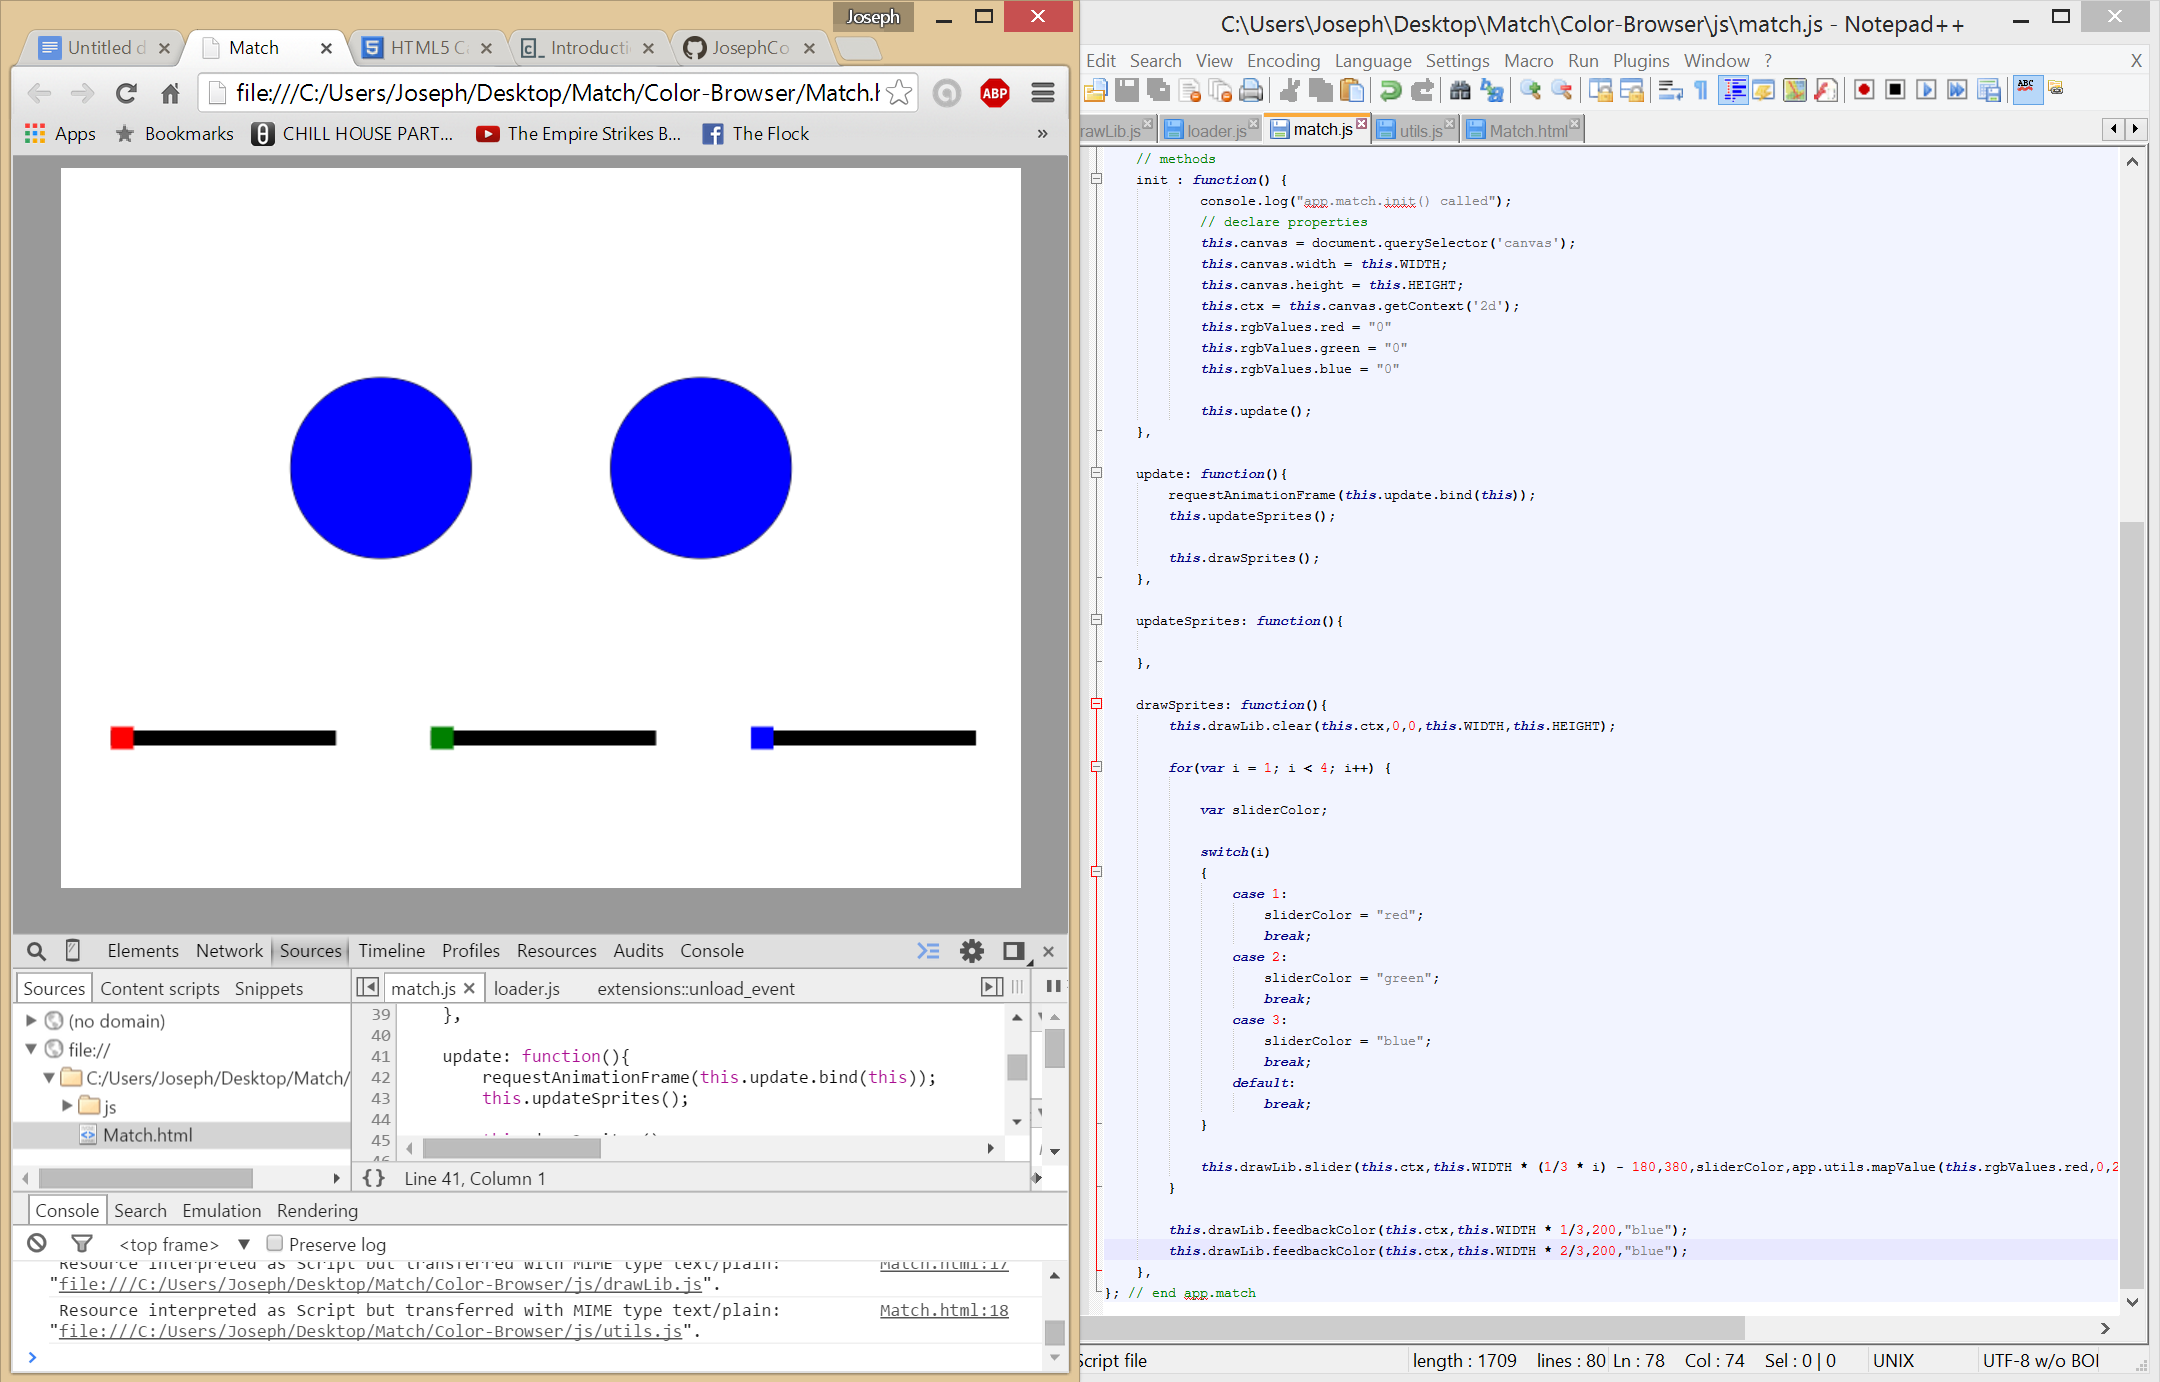 Joseph
Untitled d
Match
HTML5 C
Introducti
JosephCo
file:///C:/Users/Joseph/Desktop/Match/Color-Browser/Match.h
ABP
Apps
Bookmarks
CHILL HOUSE PART...
The Empire Strikes B...
The Flock
»
Elements Network Sources Timeline Profiles Resources Audits Console
Sources Content scripts Snippets
match.js
loader.js
extensions::unload_event
(no domain)
file://
C:/Users/Joseph/Desktop/Match/
js
Match.html
39 },
40
41 update: function(){
42 requestAnimationFrame(this.update.bind(this));
43 this.updateSprites();
44
45
{} Line 41, Column 1
Console Search Emulation Rendering
<top frame> Preserve log
Resource interpreted as Script but transferred with MIME type text/plain: Match.html:17
"file:///C:/Users/Joseph/Desktop/Match/Color-Browser/js/drawLib.js".
Resource interpreted as Script but transferred with MIME type text/plain: Match.html:18
"file:///C:/Users/Joseph/Desktop/Match/Color-Browser/js/utils.js".
C:\Users\Joseph\Desktop\Match\Color-Browser\js\match.js - Notepad++
Edit Search View Encoding Language Settings Macro Run Plugins Window ? X
rawLib.js loader.js match.js utils.js Match.html
// methods
init : function() {
console.log("app.match.init() called");
// declare properties
this.canvas = document.querySelector('canvas');
this.canvas.width = this.WIDTH;
this.canvas.height = this.HEIGHT;
this.ctx = this.canvas.getContext('2d');
this.rgbValues.red = "0"
this.rgbValues.green = "0"
this.rgbValues.blue = "0"
this.update();
},
update: function(){
requestAnimationFrame(this.update.bind(this));
this.updateSprites();
this.drawSprites();
},
updateSprites: function(){
},
drawSprites: function(){
this.drawLib.clear(this.ctx,0,0,this.WIDTH,this.HEIGHT);
for(var i = 1; i < 4; i++) {
var sliderColor;
switch(i)
{
case 1:
sliderColor = "red";
break;
case 2:
sliderColor = "green";
break;
case 3:
sliderColor = "blue";
break;
default:
break;
}
this.drawLib.slider(this.ctx,this.WIDTH * (1/3 * i) - 180,380,sliderColor,app.utils.mapValue(this.rgbValues.red,0,2
}
this.drawLib.feedbackColor(this.ctx,this.WIDTH * 1/3,200,"blue");
this.drawLib.feedbackColor(this.ctx,this.WIDTH * 2/3,200,"blue");
},
}; // end app.match
Script file length : 1709 lines : 80 Ln : 78 Col : 74 Sel : 0 | 0 UNIX UTF-8 w/o BOI